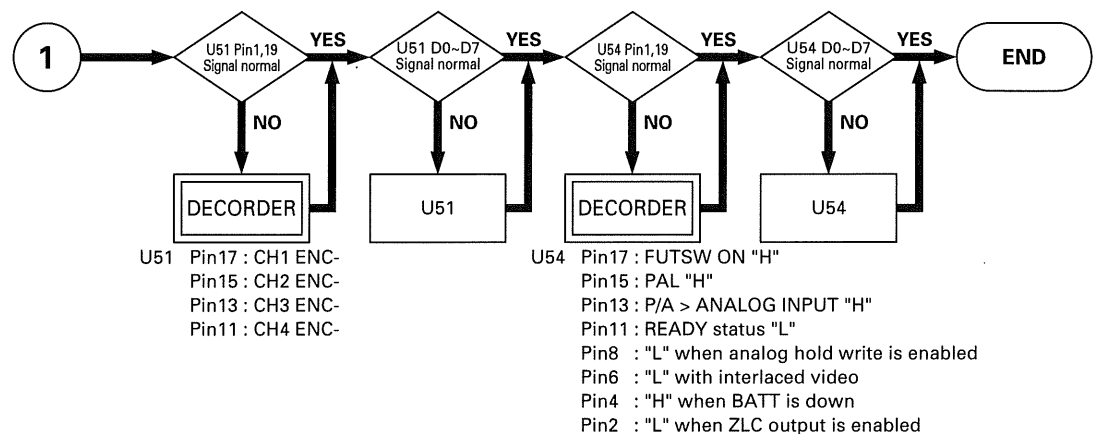 1
U51 Pin1,19
Signal normal
YES
NO
DECORDER
U51 D0~D7
Signal normal
YES
NO
U51
U54 Pin1,19
Signal normal
YES
NO
DECORDER
U54 D0~D7
Signal normal
YES
NO
U54
END
U51 Pin17 : CH1 ENC-
Pin15 : CH2 ENC-
Pin13 : CH3 ENC-
Pin11 : CH4 ENC-
U54 Pin17 : FUTSW ON "H"
Pin15 : PAL "H"
Pin13 : P/A > ANALOG INPUT "H"
Pin11 : READY status "L"
Pin8 : "L" when analog hold write is enabled
Pin6 : "L" with interlaced video
Pin4 : "H" when BATT is down
Pin2 : "L" when ZLC output is enabled